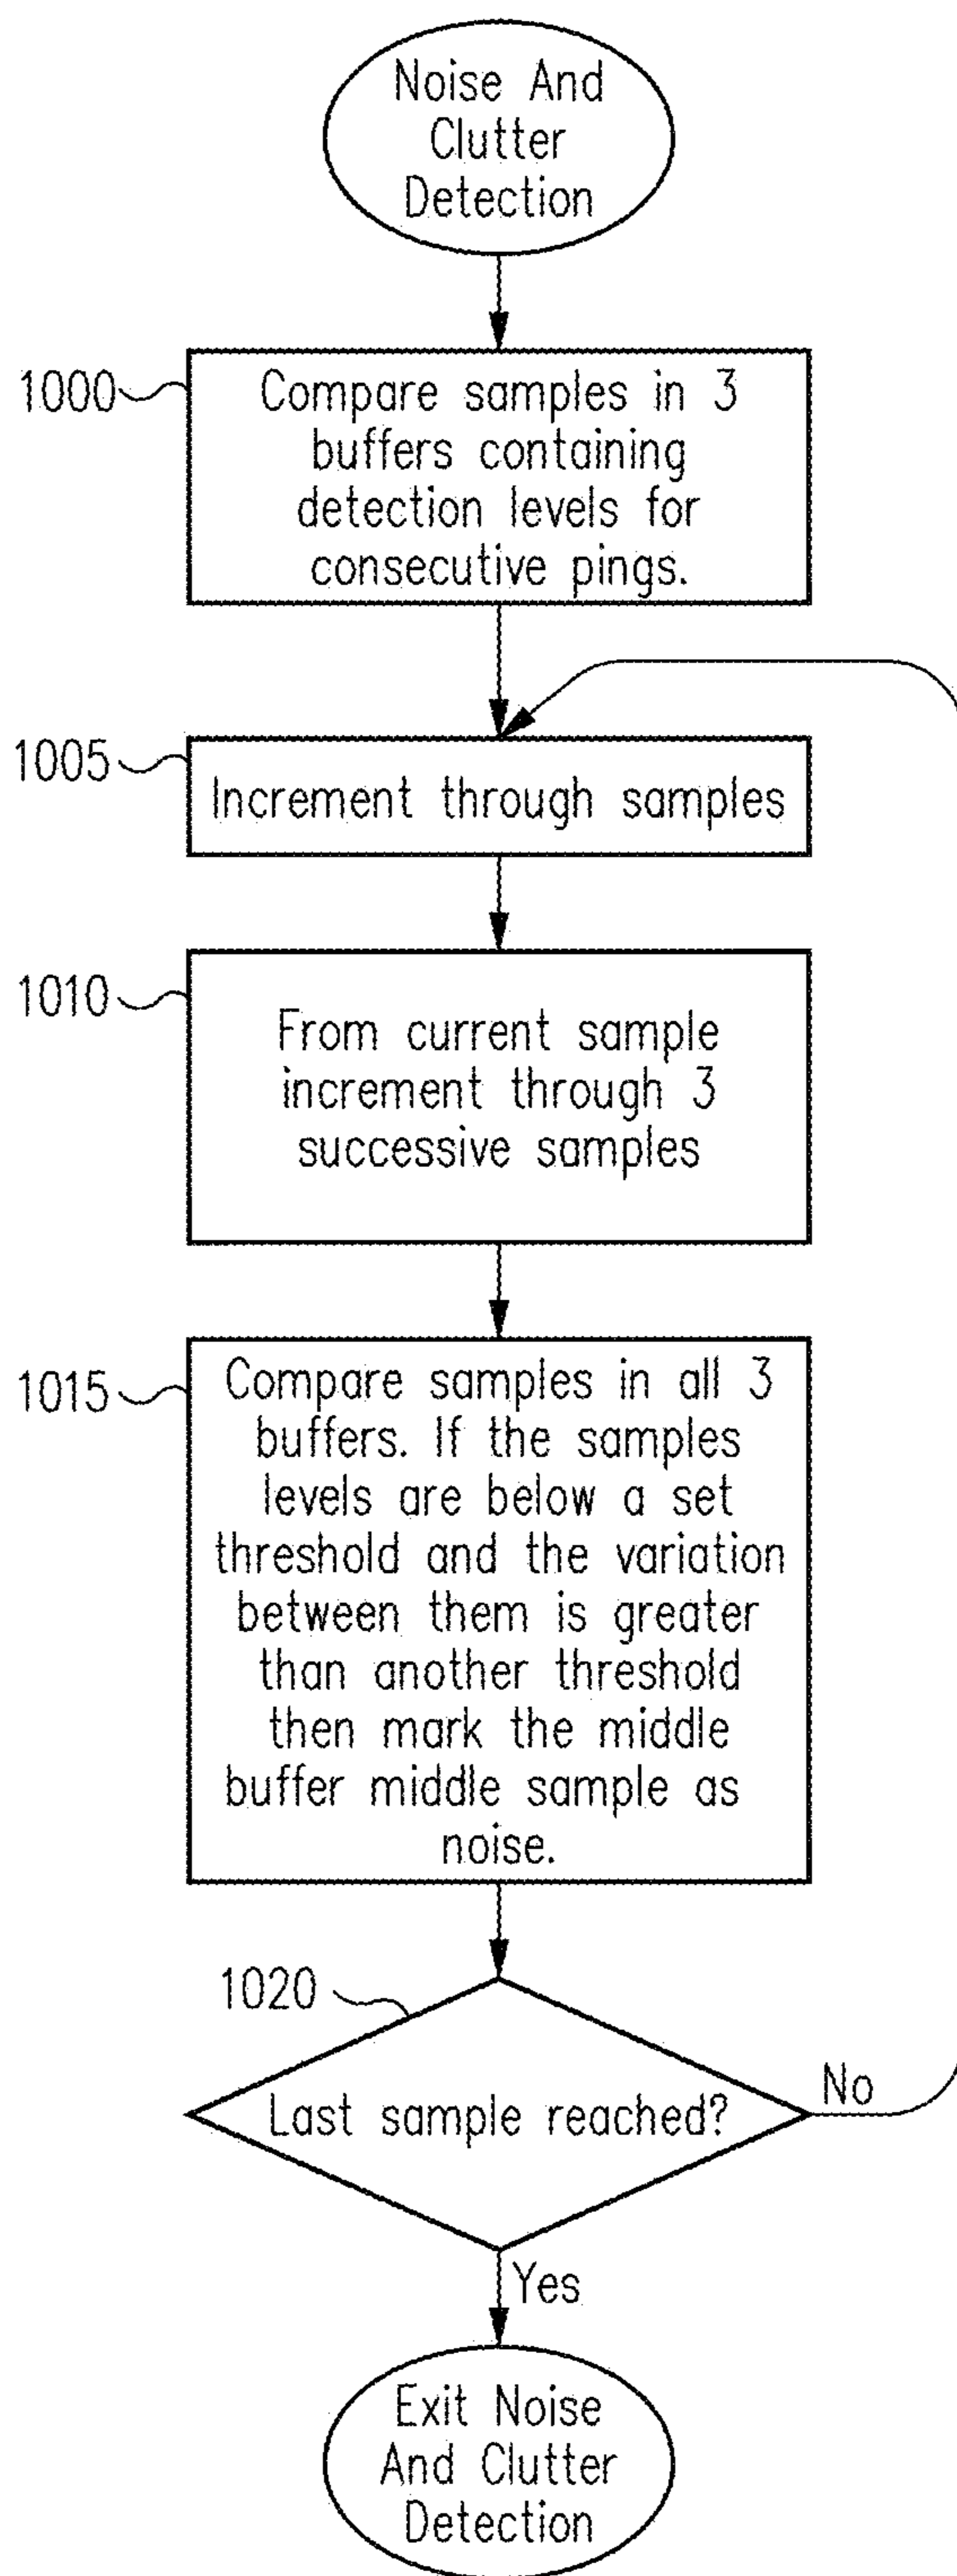 Noise And
Clutter
Detection
1000
Compare samples in 3
buffers containing
detection levels for
consecutive pings.
1005
Increment through samples
1010
From current sample
increment through 3
successive samples
1015
Compare samples in all 3
buffers. If the samples
levels are below a set
threshold and the variation
between them is greater
than another threshold
then mark the middle
buffer middle sample as
noise.
1020
Last sample reached?
No
Yes
Exit Noise
And Clutter
Detection